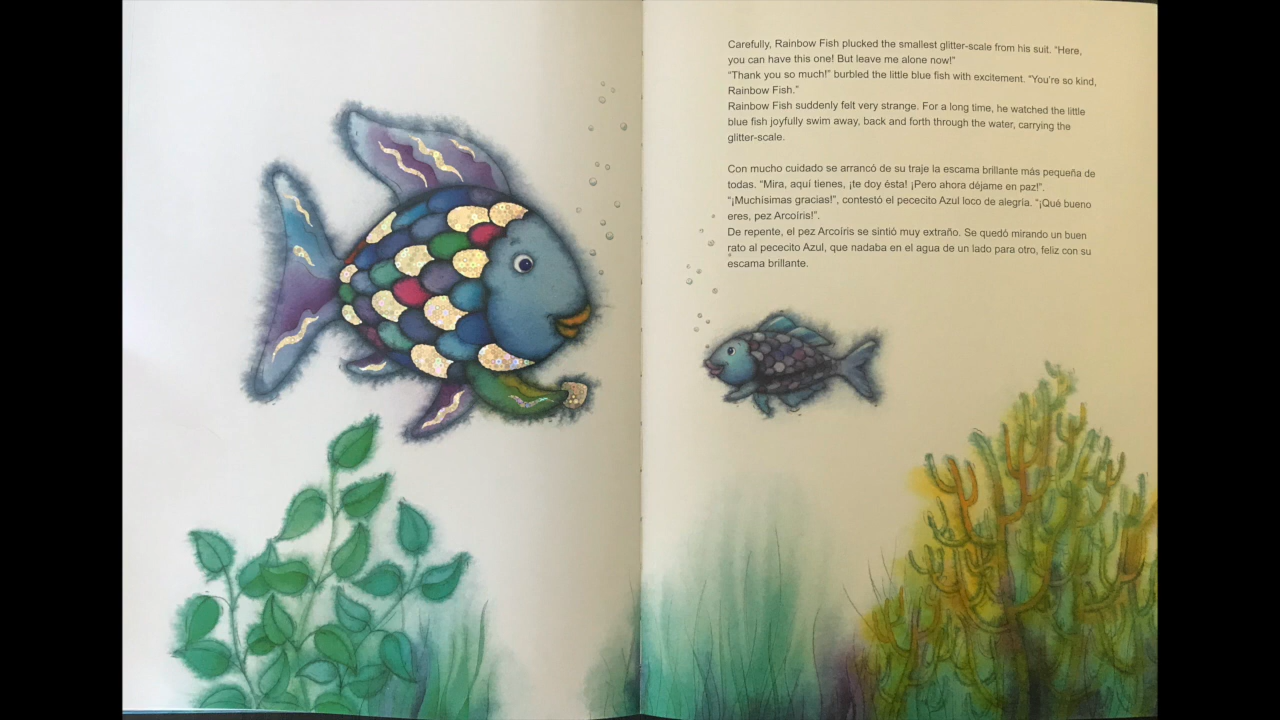 Carefully, Rainbow Fish plucked the smallest glitter-scale from his suit. “Here,
you can have this one! But leave me alone now!”
“Thank you so much!” burbled the little blue fish with excitement. “You’re so kind,
Rainbow Fish.”
Rainbow Fish suddenly felt very strange. For a long time, he watched the little
blue fish joyfully swim away, back and forth through the water, carrying the
glitter-scale.
Con mucho cuidado se arrancó de su traje la escama brillante más pequeña de
todas. “Mira, aquí tienes, ¡te doy ésta! ¡Pero ahora déjame en paz!”.
“¡Muchísimas gracias!”, contestó el pececito Azul loco de alegría. “¡Qué bueno
eres, pez Arcoíris!”.
De repente, el pez Arcoíris se sintió muy extraño. Se quedó mirando un buen
rato al pececito Azul, que nadaba en el agua de un lado para otro, feliz con su
escama brillante.